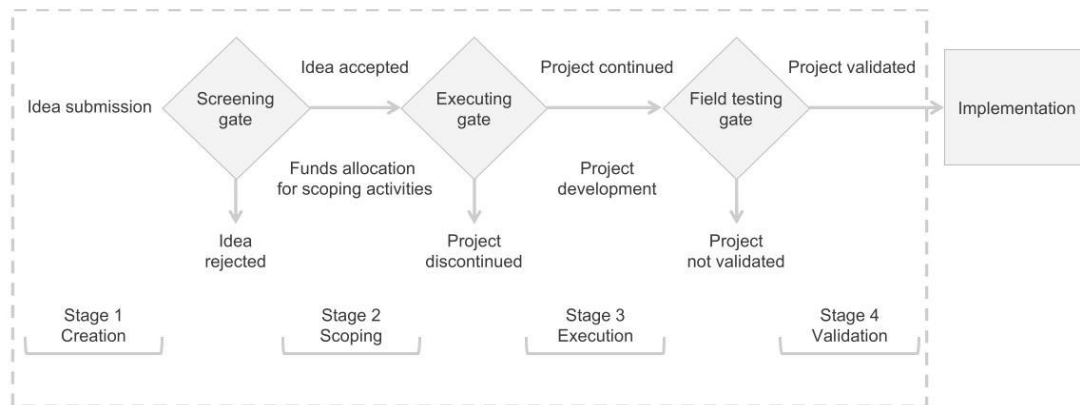 Idea submission
Screening
gate
Idea accepted
Funds allocation
for scoping activities
Idea
rejected
Executing
gate
Project continued
Project
development
Project
discontinued
Field testing
gate
Project validated
Project
not validated
Implementation
Stage 1
Creation
Stage 2
Scoping
Stage 3
Execution
Stage 4
Validation